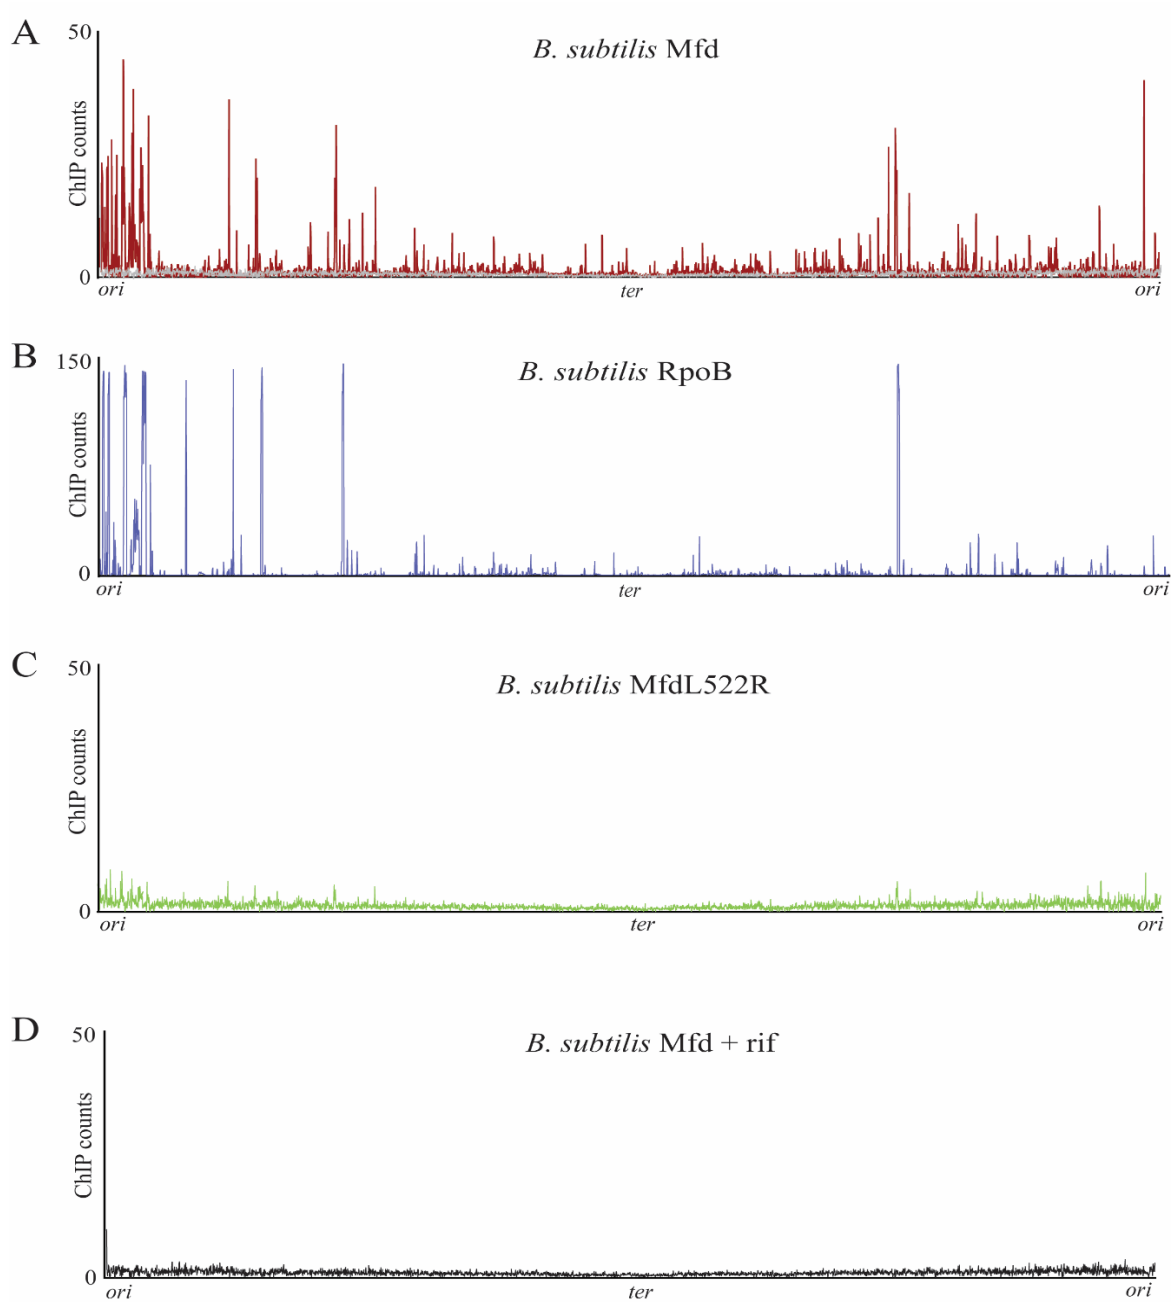 A
50
B. subtilis Mfd
ChIP counts
0
ori
ter
ori
B
150
B. subtilis RpoB
ChIP counts
0
ori
ter
ori
C
50
B. subtilis MfdL522R
ChIP counts
0
ori
ter
ori
D
50
B. subtilis Mfd + rif
ChIP counts
0
ori
ter
ori